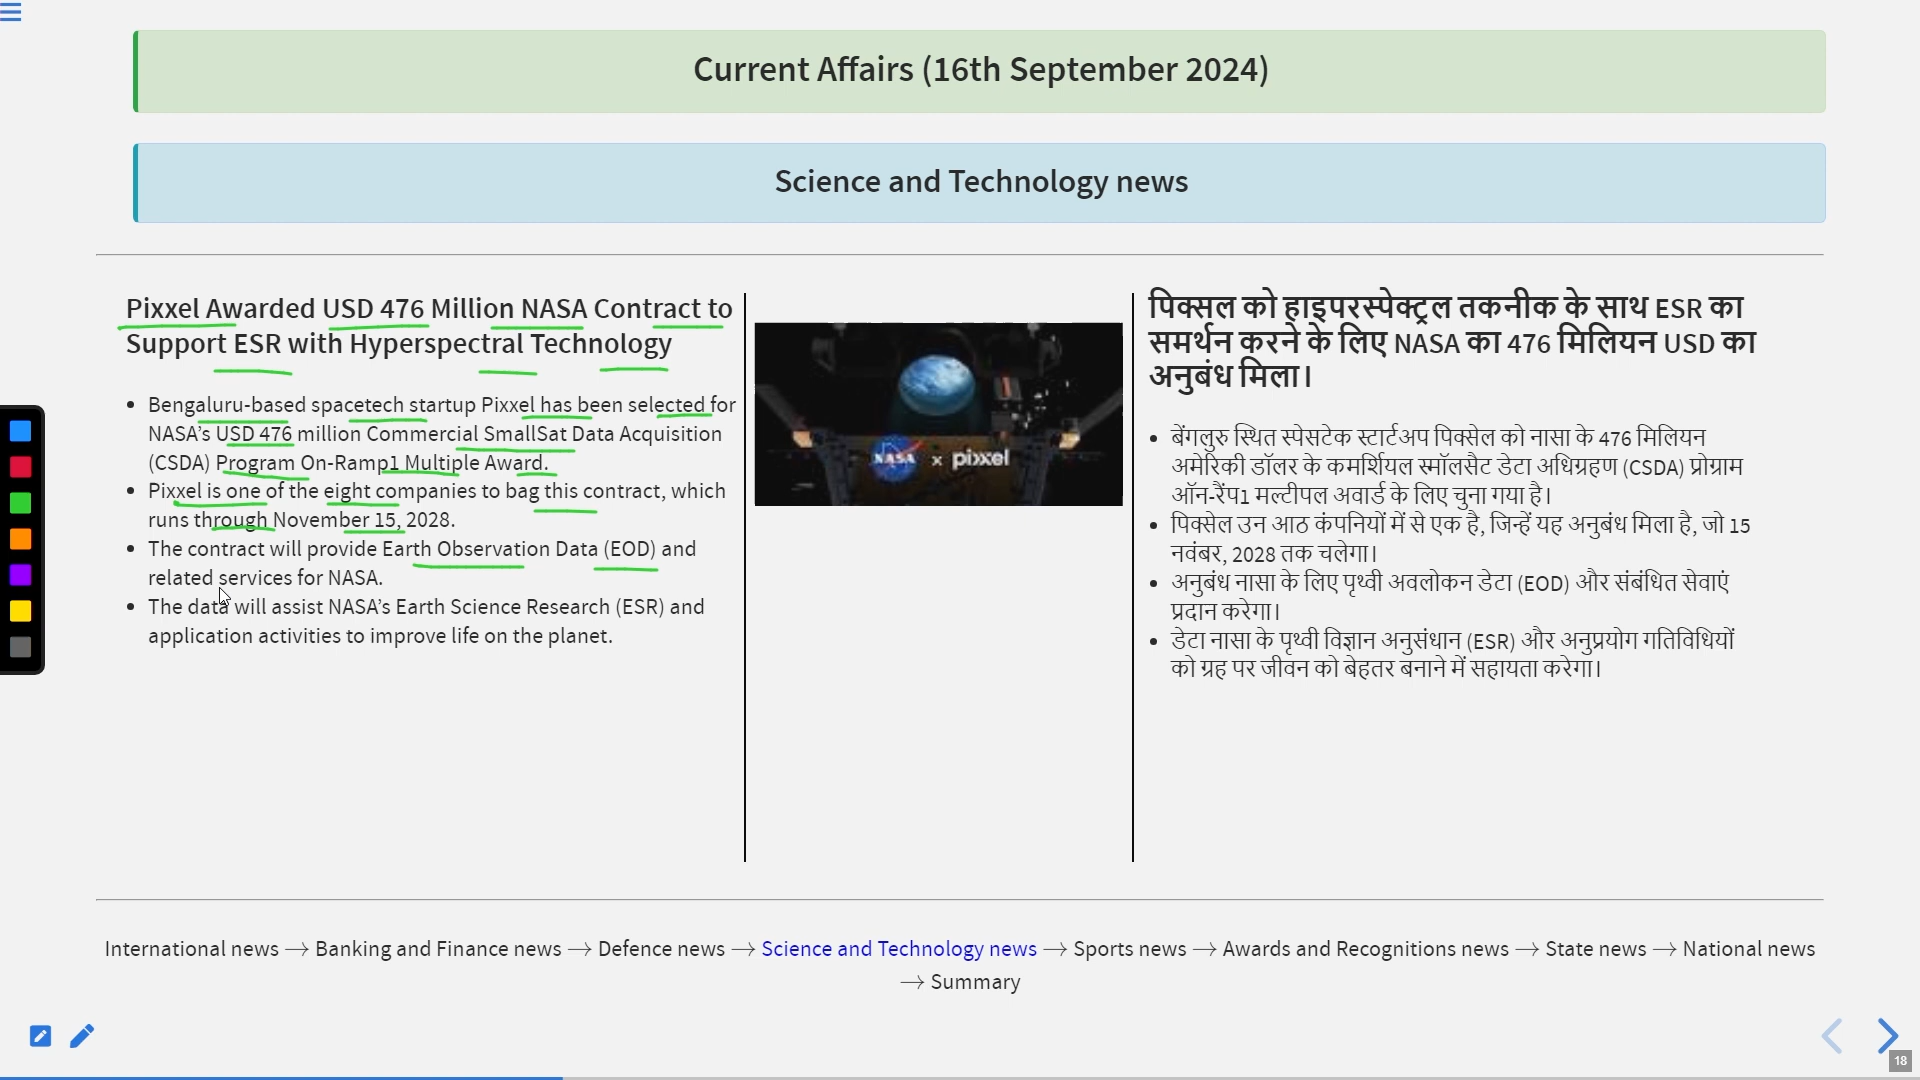 Current Affairs (16th September 2024)
Science and Technology news
Pixxel Awarded USD 476 Million NASA Contract to
Support ESR with Hyperspectral Technology
• Bengaluru-based spacetech startup Pixxel has been selected for
NASA’s USD 476 million Commercial SmallSat Data Acquisition
(CSDA) Program On-Ramp1 Multiple Award.
• Pixxel is one of the eight companies to bag this contract, which
runs through November 15, 2028.
• The contract will provide Earth Observation Data (EOD) and
related services for NASA.
• The data will assist NASA’s Earth Science Research (ESR) and
application activities to improve life on the planet.
NASA x pixxel
पिक्सल को हाइपरस्पेक्ट्रल तकनीक के साथ ESR का
समर्थन करने के लिए NASA का 476 मिलियन USD का
अनुबंध मिला।
• बेंगलुरु स्थित स्पेसटेक स्टार्टअप पिक्सेल को नासा के 476 मिलियन
अमेरिकी डॉलर के कमर्शियल स्मॉलसैट डेटा अधिग्रहण (CSDA) प्रोग्राम
ऑन-रैंप1 मल्टीपल अवार्ड के लिए चुना गया है।
• पिक्सेल उन आठ कंपनियों में से एक है, जिन्हें यह अनुबंध मिला है, जो 15
नवंबर, 2028 तक चलेगा।
• अनुबंध नासा के लिए पृथ्वी अवलोकन डेटा (EOD) और संबंधित सेवाएं
प्रदान करेगा।
• डेटा नासा के पृथ्वी विज्ञान अनुसंधान (ESR) और अनुप्रयोग गतिविधियों
को ग्रह पर जीवन को बेहतर बनाने में सहायता करेगा।
International news → Banking and Finance news → Defence news → Science and Technology news → Sports news → Awards and Recognitions news → State news → National news
→ Summary
18